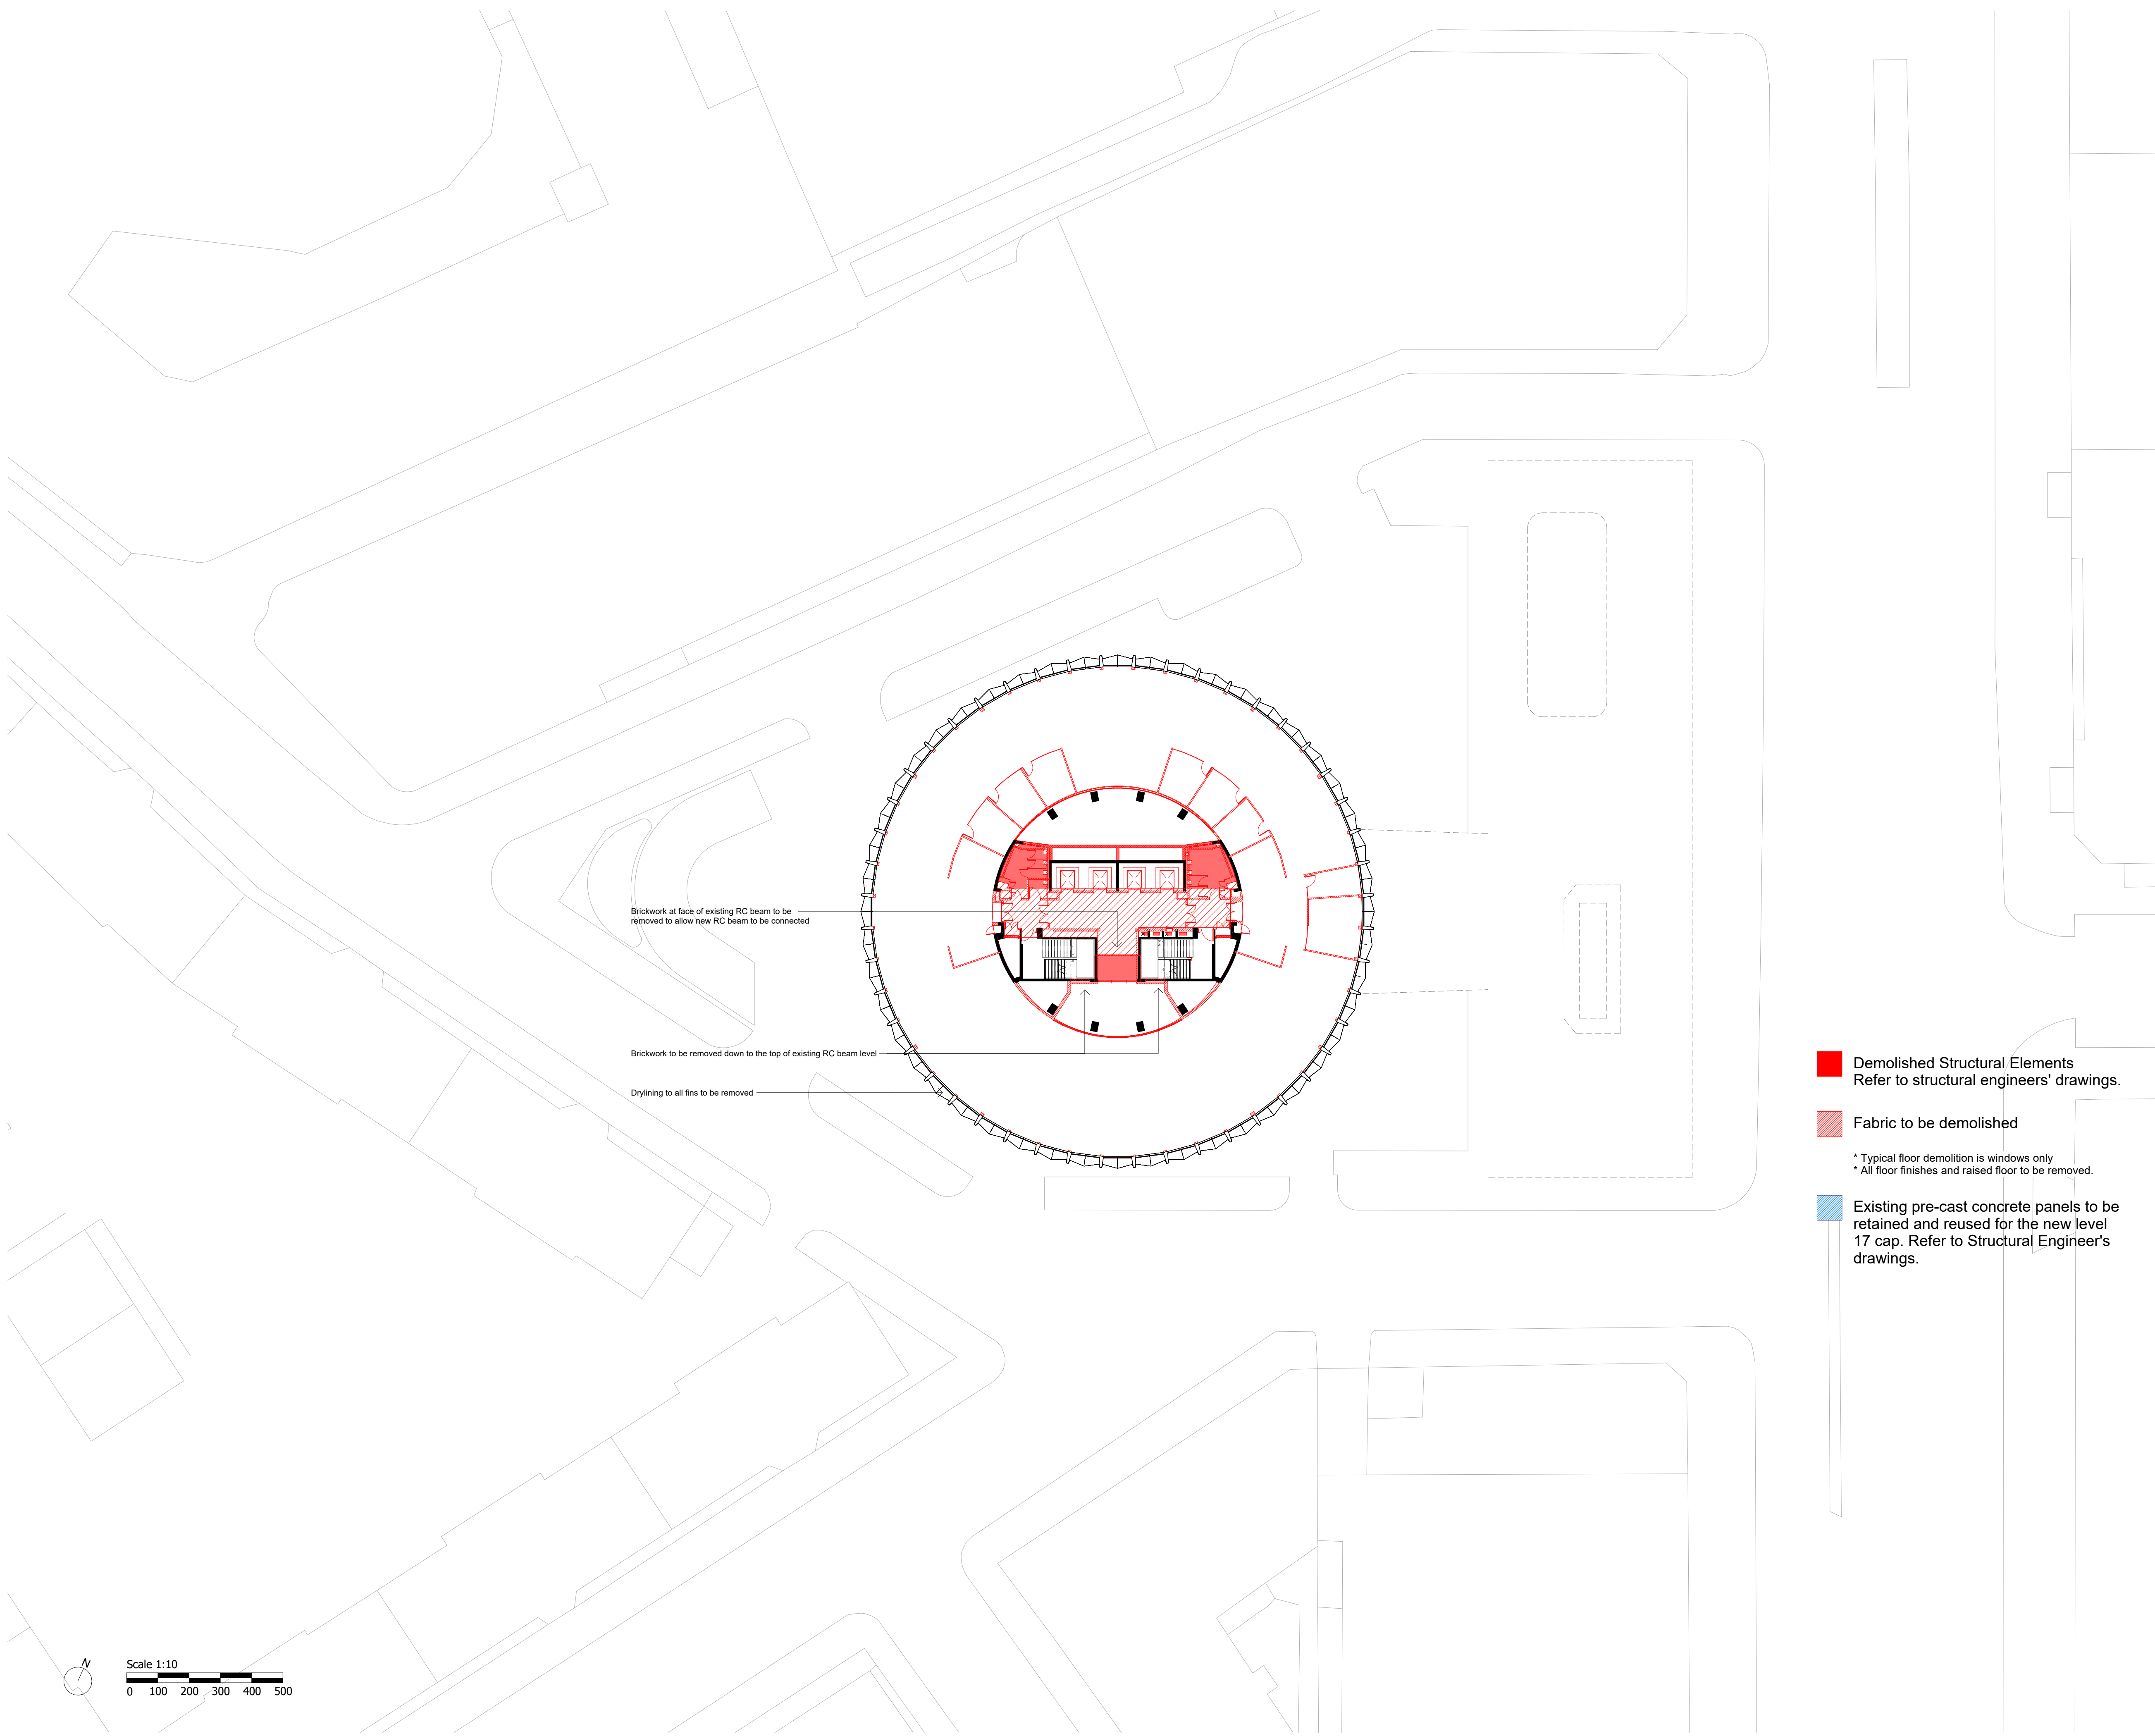 Brickwork at face of existing RC beam to be
removed to allow new RC beam to be connected
Brickwork to be removed down to the top of existing RC beam level
Drylining to all fins to be removed
Demolished Structural Elements
Refer to structural engineers' drawings.
Fabric to be demolished
* Typical floor demolition is windows only
* All floor finishes and raised floor to be removed.
Existing pre-cast concrete panels to be
retained and reused for the new level
17 cap. Refer to Structural Engineer's
drawings.
N
Scale 1:10
0 100 200 300 400 500